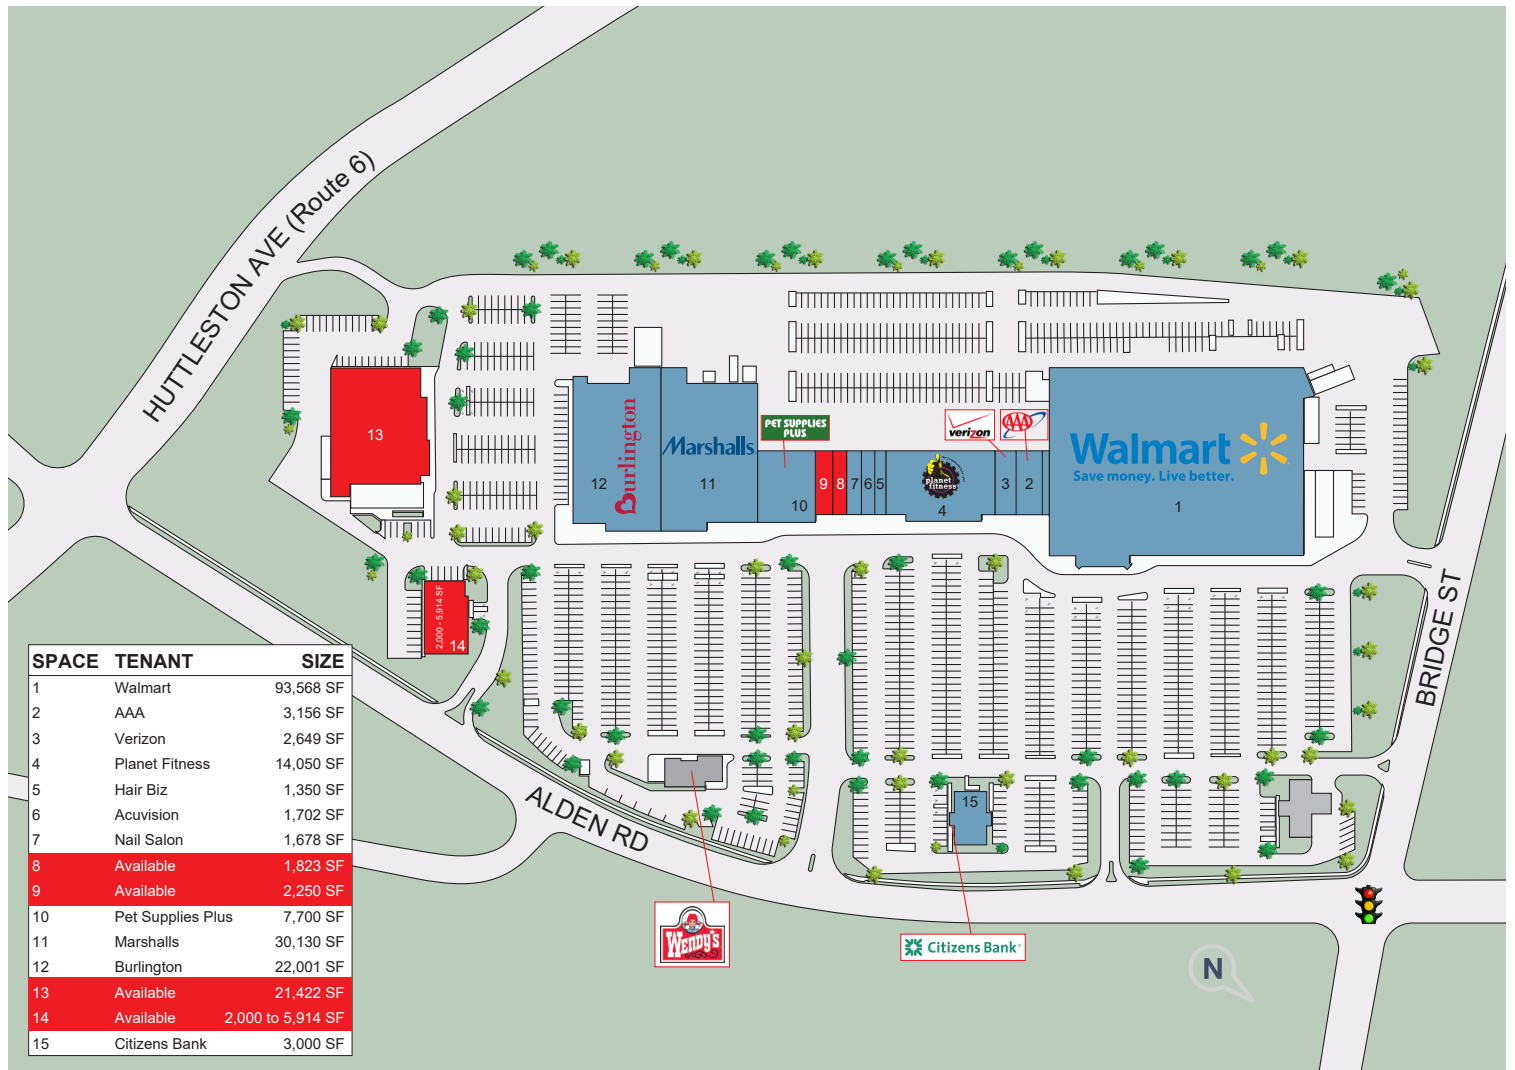 HUTTLESTON AVE (Route 6)
13
12
Burlington
Marshalls
11
PET SUPPLIES
PLUS
10
9
8
7
6
5
planet
fitness
4
verizon
3
AAA
2
Walmart
Save money. Live better.
1
BRIDGE ST
2,000 - 5,914 SF
14
ALDEN RD
15
WENDY'S
Citizens Bank
N
SPACE TENANT SIZE
1 Walmart 93,568 SF
2 AAA 3,156 SF
3 Verizon 2,649 SF
4 Planet Fitness 14,050 SF
5 Hair Biz 1,350 SF
6 Acuvision 1,702 SF
7 Nail Salon 1,678 SF
8 Available 1,823 SF
9 Available 2,250 SF
10 Pet Supplies Plus 7,700 SF
11 Marshalls 30,130 SF
12 Burlington 22,001 SF
13 Available 21,422 SF
14 Available 2,000 to 5,914 SF
15 Citizens Bank 3,000 SF